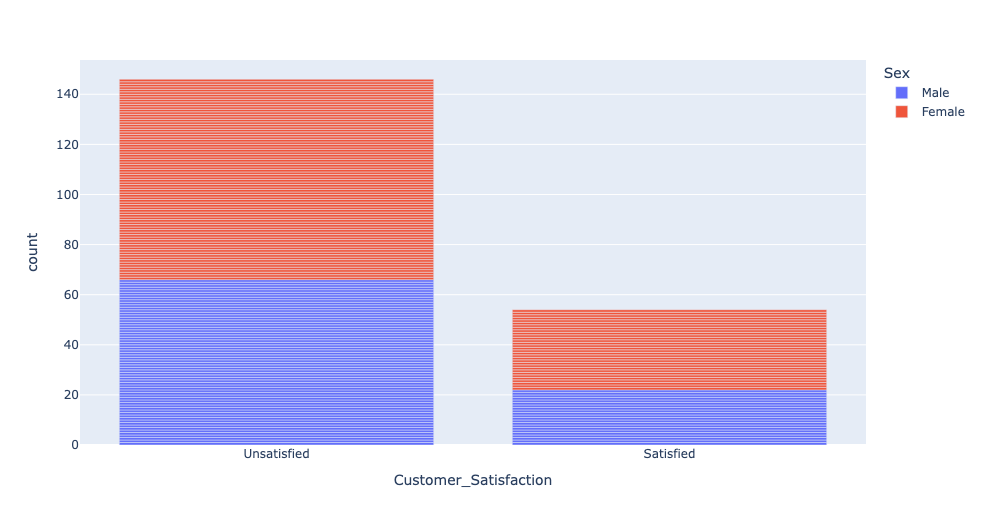 Sex
Male
Female
140
120
100
80
60
40
20
0
count
Unsatisfied
Satisfied
Customer_Satisfaction